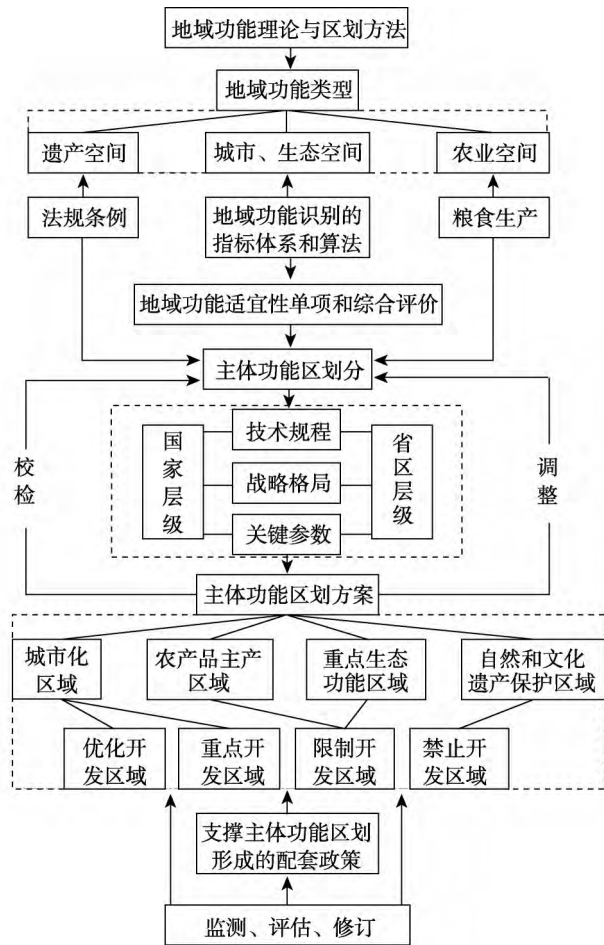 地域功能理论与区划方法
地域功能类型
遗产空间
城市、生态空间
农业空间
法规条例
地域功能识别的
指标体系和算法
粮食生产
地域功能适宜性单项和综合评价
主体功能区划分
校检
国家层级
技术规程
战略格局
关键参数
省区层级
调整
主体功能区划方案
城市化
区域
农产品主产
区域
重点生态
功能区域
自然和文化
遗产保护区域
优化开
发区域
重点开
发区域
限制开
发区域
禁止开
发区域
支撑主体功能区划
形成的配套政策
监测、评估、修订